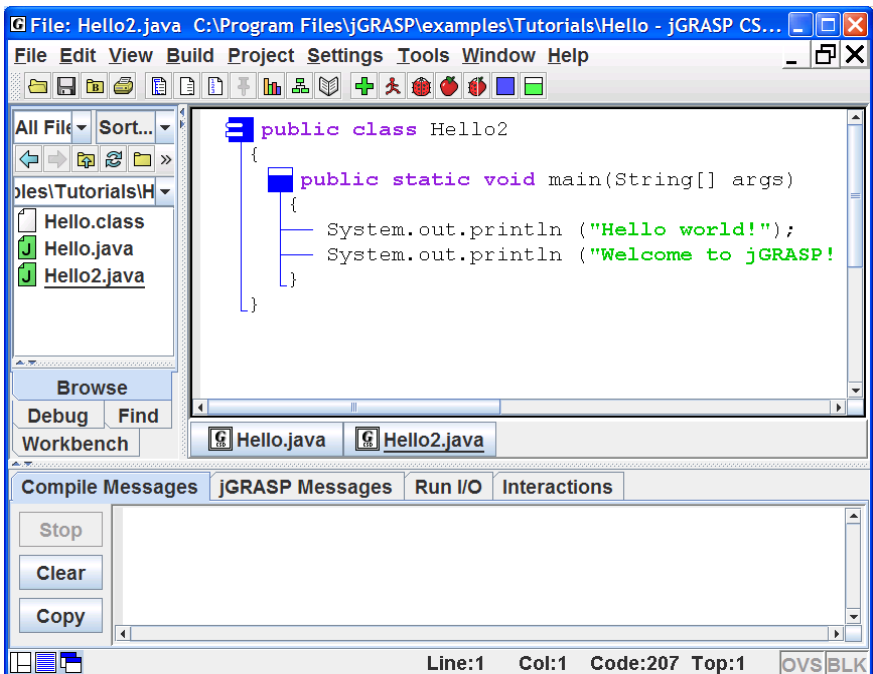 File: Hello2.java  C:\Program Files\jGRASP\examples\Tutorials\Hello - jGRASP CS...
File Edit View Build Project Settings Tools Window Help
All File Sort...
ples\Tutorials\H
Hello.class
Hello.java
Hello2.java
Browse
Debug Find
Workbench
public class Hello2
{
public static void main(String[] args)
{
System.out.println ("Hello world!");
System.out.println ("Welcome to jGRASP!
}
}
Hello.java Hello2.java
Compile Messages jGRASP Messages Run I/O Interactions
Stop
Clear
Copy
Line:1 Col:1 Code:207 Top:1 OVS BLK